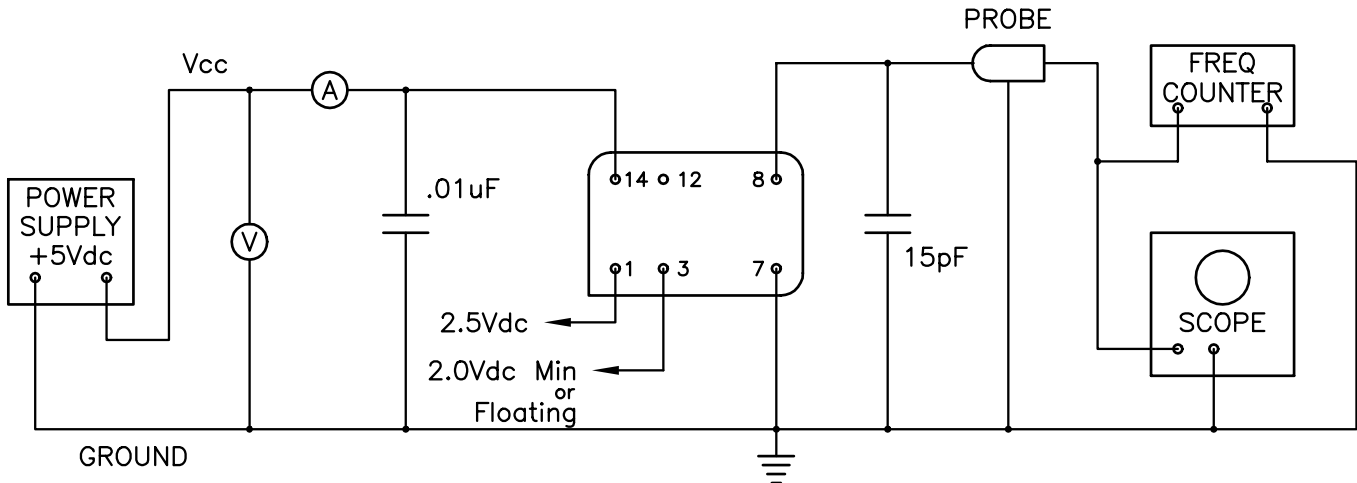 PROBE
Vcc
A
FREQ
COUNTER
14
12
8
.01uF
POWER
SUPPLY
+5Vdc
V
1
3
7
15pF
2.5Vdc
SCOPE
2.0Vdc Min
or
Floating
GROUND